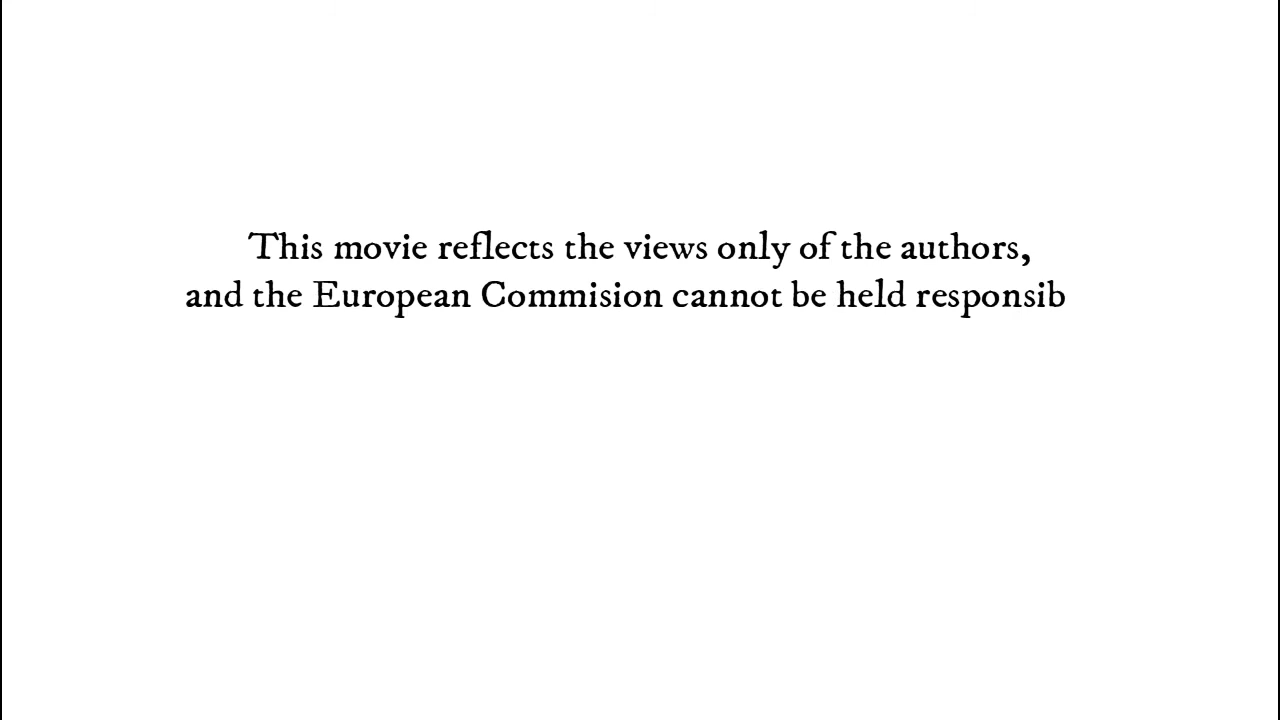 This movie reflects the views only of the authors,
and the European Commision cannot be held responsib